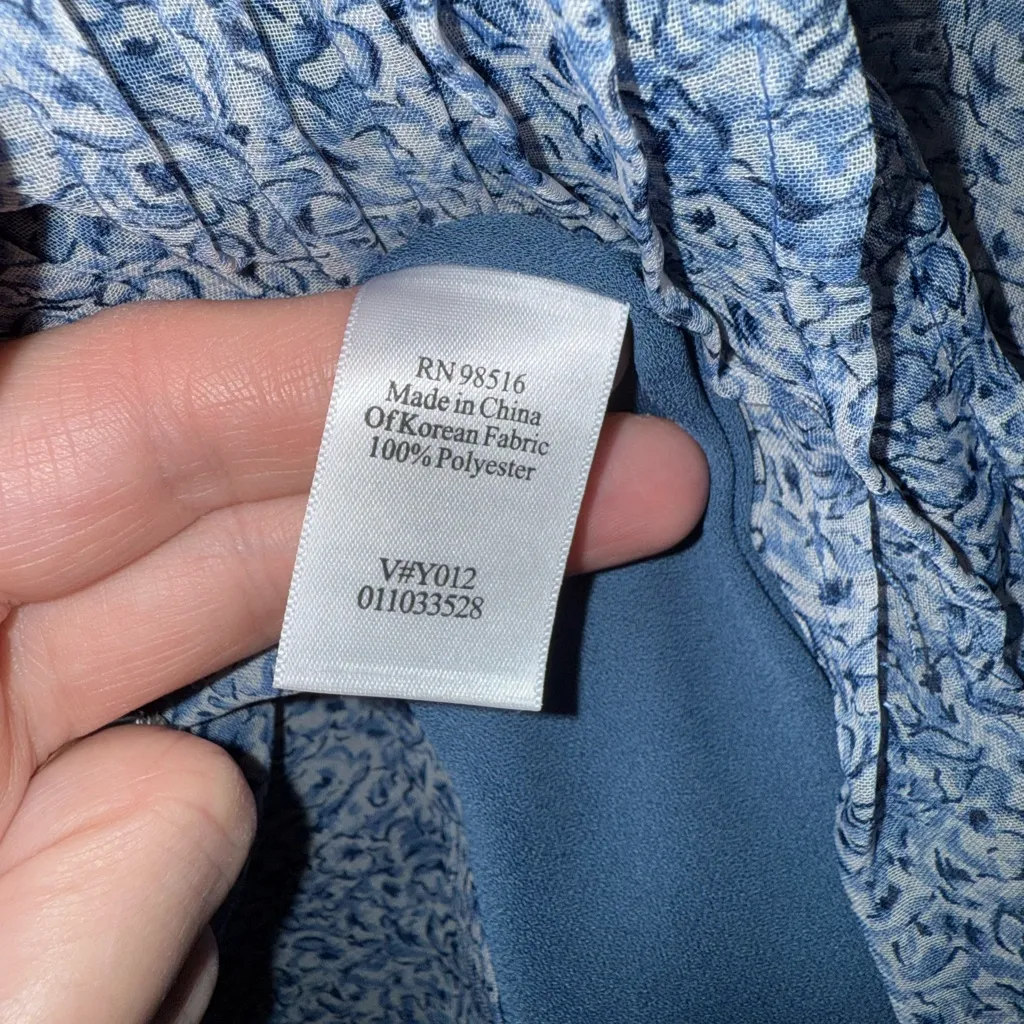 RN 98516
Made in China
Of Korean Fabric
100% Polyester
V#Y012
011033528